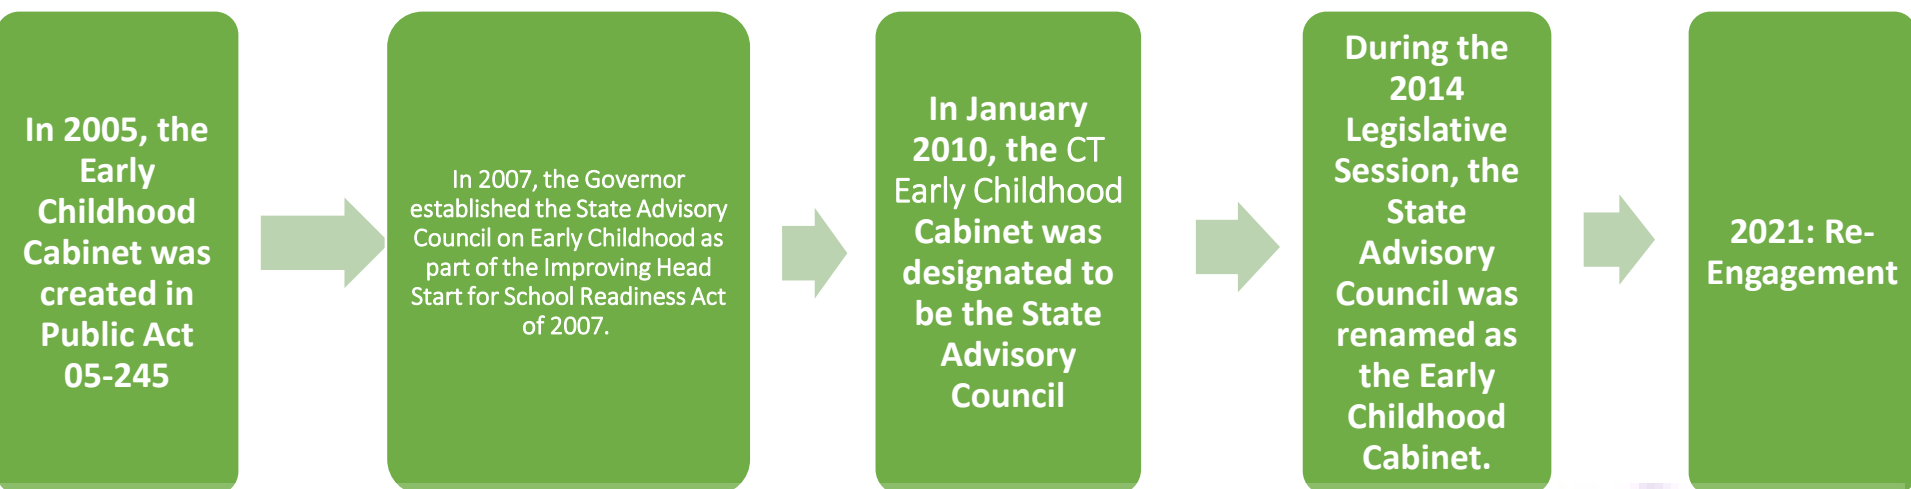 In 2005, the
Early
Childhood
Cabinet was
created in
Public Act
05-245
In 2007, the Governor
established the State Advisory
Council on Early Childhood as
part of the Improving Head
Start for School Readiness Act
of 2007.
In January
2010, the CT
Early Childhood
Cabinet was
designated to
be the State
Advisory
Council
During the
2014
Legislative
Session, the
State
Advisory
Council was
renamed as
the Early
Childhood
Cabinet.
2021: Re-
Engagement